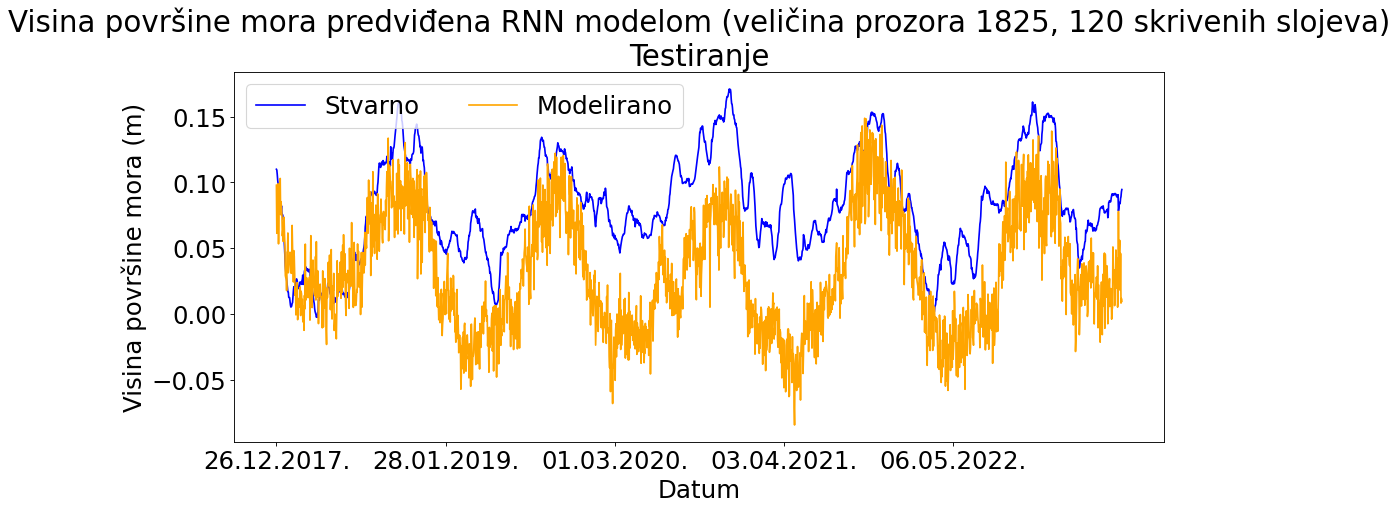 Visina površine mora predviđena RNN modelom (veličina prozora 1825, 120 skrivenih slojeva)
Testiranje
Stvarno Modelirano
Visina površine mora (m)
0.15
0.10
0.05
0.00
−0.05
26.12.2017. 28.01.2019. 01.03.2020. 03.04.2021. 06.05.2022.
Datum